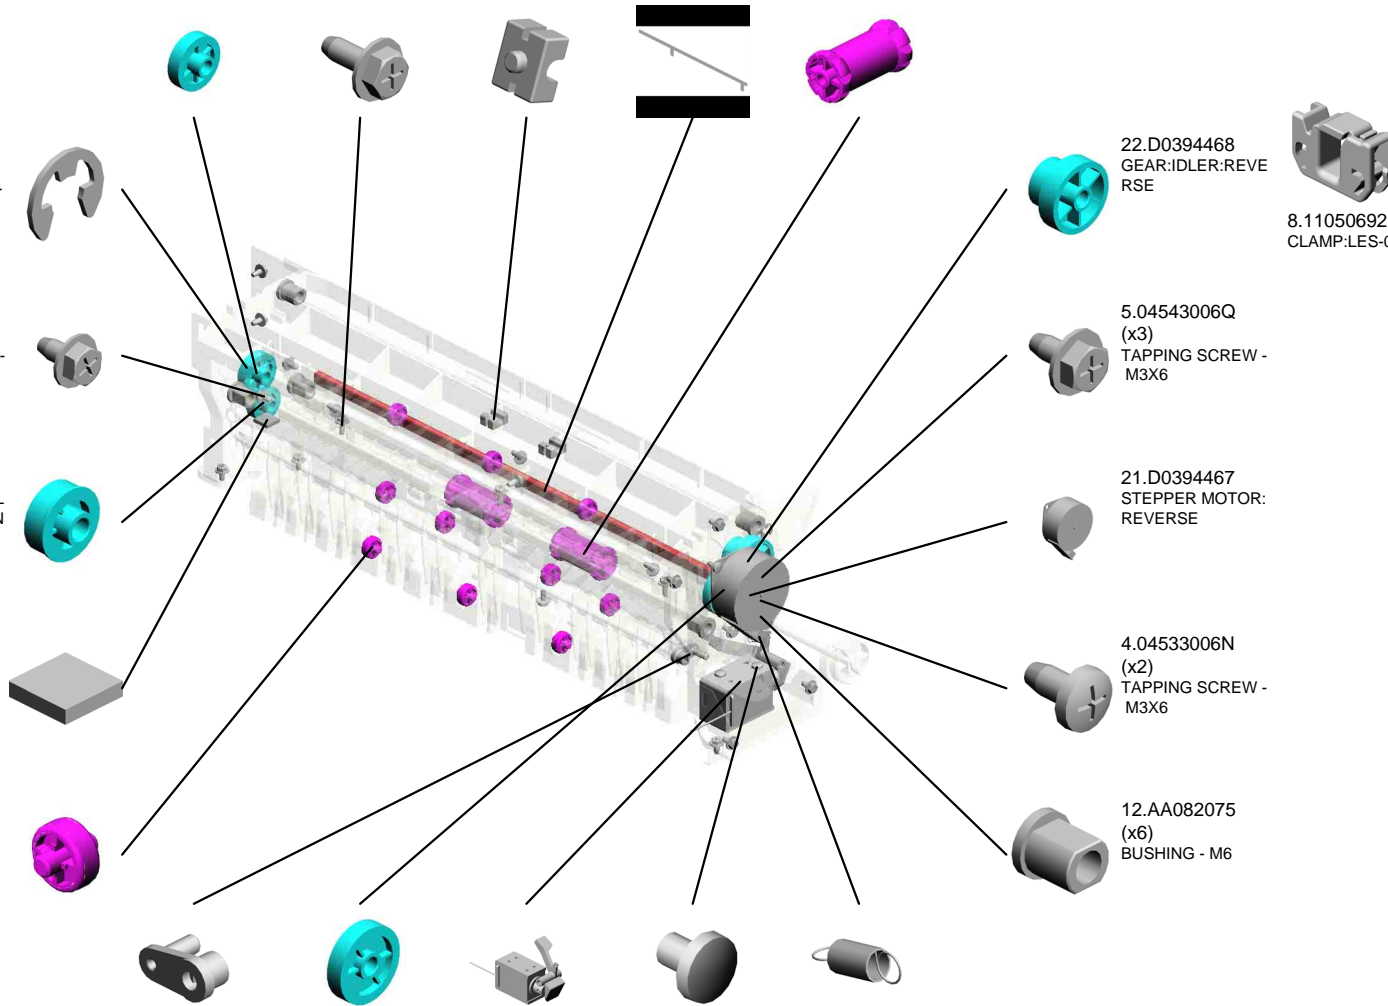 22.D0394468
GEAR:IDLER:REVE
RSE
8.11050692
CLAMP:LES-0
5.04543006Q
(x3)
TAPPING SCREW -
M3X6
21.D0394467
STEPPER MOTOR:
REVERSE
4.04533006N
(x2)
TAPPING SCREW -
M3X6
12.AA082075
(x6)
BUSHING - M6